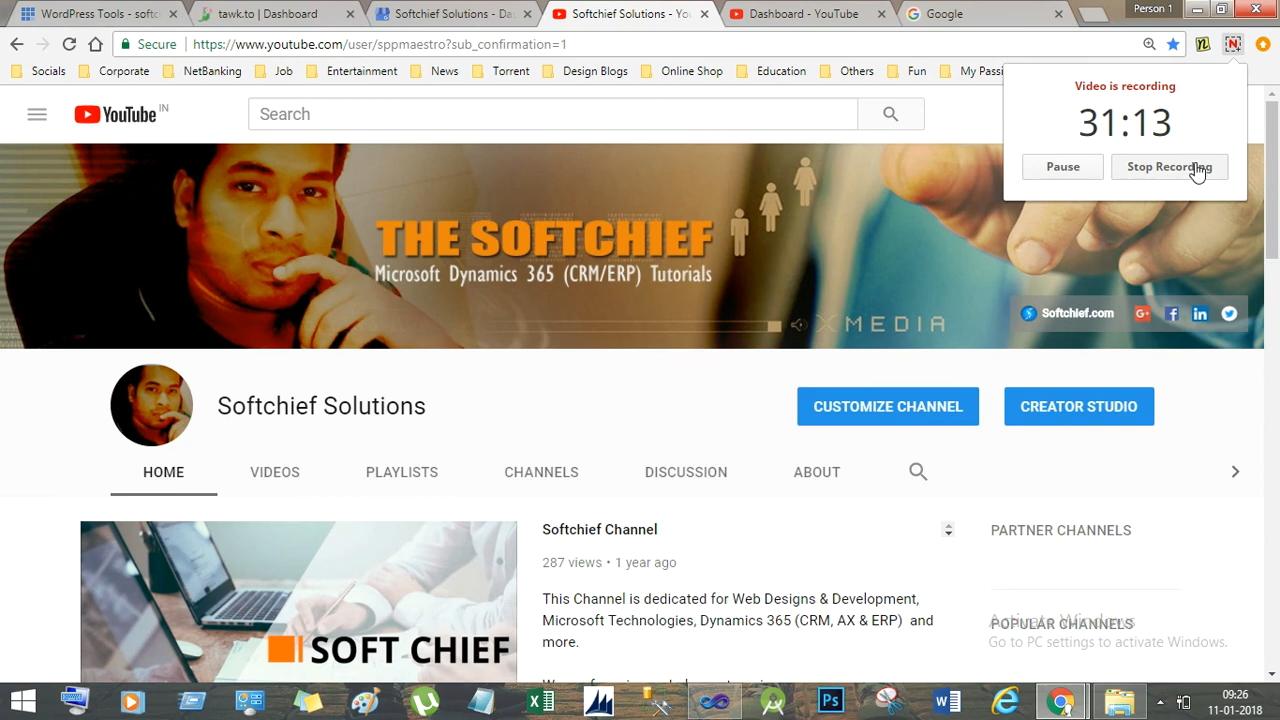 WordPress Tools - softc
tawk.to | Dashboard
Softchief Solutions - Da
Softchief Solutions - You
Dashboard - YouTube
Google
Person 1
Secure
https://www.youtube.com/user/sppmaestro?sub_confirmation=1
Socials
Corporate
NetBanking
Job
Entertainment
News
Torrent
Design Blogs
Online Shop
Education
Others
Fun
My Passi
Video is recording
31:13
Pause
Stop Recording
YouTube IN
Search
THE SOFTCHIEF
Microsoft Dynamics 365 (CRM/ERP) Tutorials
XMEDIA
Softchief.com
Softchief Solutions
CUSTOMIZE CHANNEL
CREATOR STUDIO
HOME
VIDEOS
PLAYLISTS
CHANNELS
DISCUSSION
ABOUT
SOFT CHIEF
Softchief Channel
287 views • 1 year ago
This Channel is dedicated for Web Designs & Development,
Microsoft Technologies, Dynamics 365 (CRM, AX & ERP) and
more.
PARTNER CHANNELS
POPULAR CHANNELS
Activate Windows
Go to PC settings to activate Windows.
09:26
11-01-2018